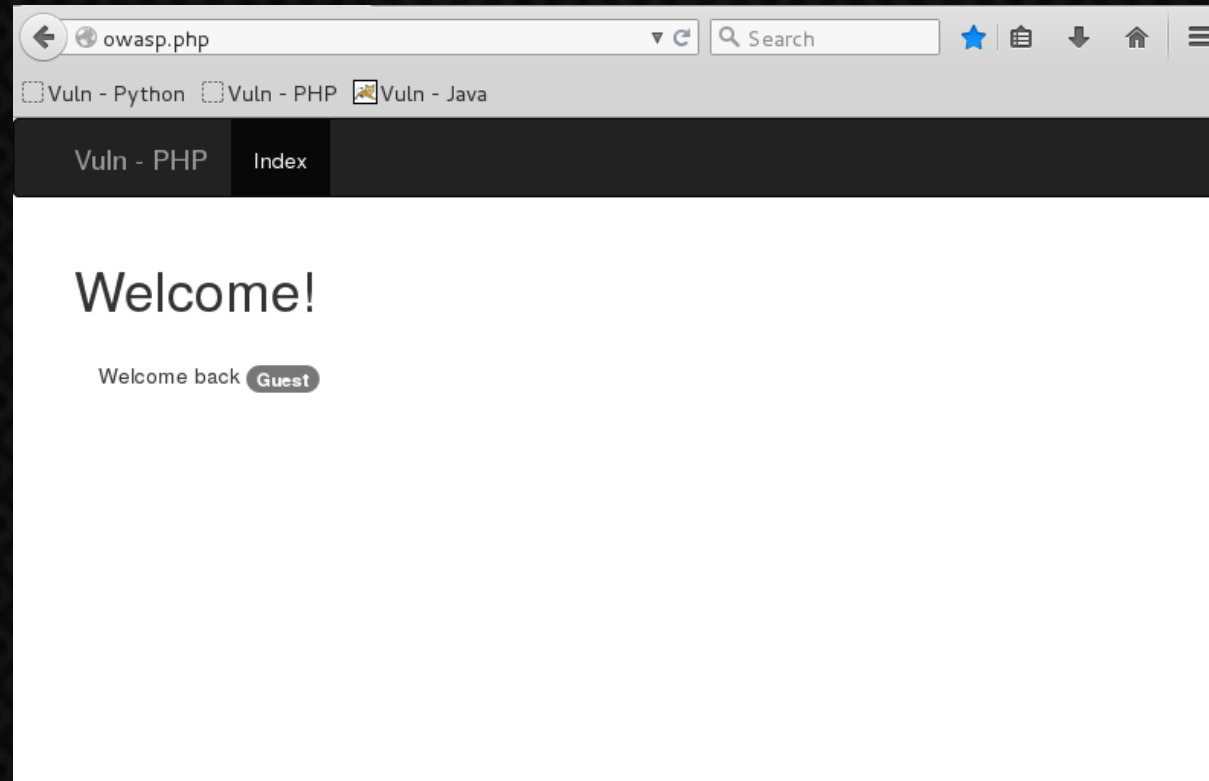 owasp.php Search
Vuln - Python Vuln - PHP Vuln - Java
Vuln - PHP Index
Welcome!
Welcome back Guest